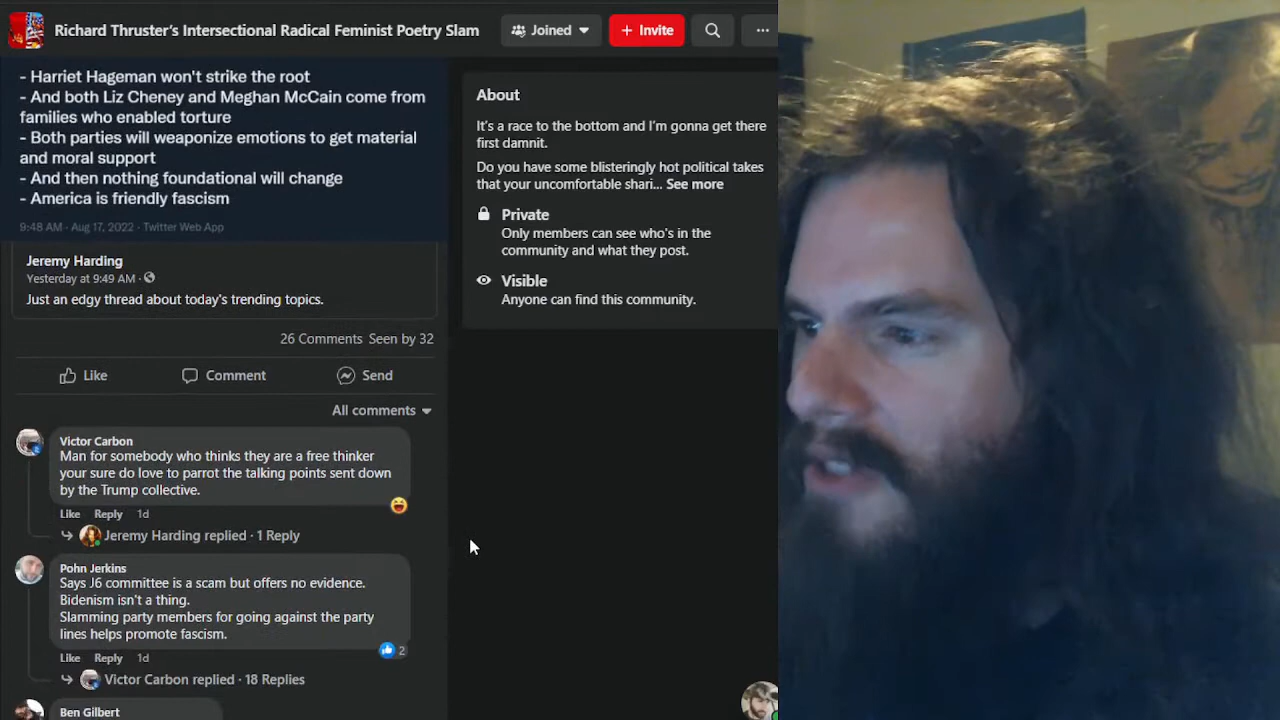 Richard Thruster's Intersectional Radical Feminist Poetry Slam
Joined
+ Invite
- Harriet Hageman won't strike the root
- And both Liz Cheney and Meghan McCain come from
families who enabled torture
- Both parties will weaponize emotions to get material
and moral support
- And then nothing foundational will change
- America is friendly fascism
9:48 AM · Aug 17, 2022 · Twitter Web App
Jeremy Harding
Yesterday at 9:49 AM ·
Just an edgy thread about today's trending topics.
26 Comments Seen by 32
Like
Comment
Send
All comments
Victor Carbon
Man for somebody who thinks they are a free thinker
your sure do love to parrot the talking points sent down
by the Trump collective.
Like Reply 1d
Jeremy Harding replied · 1 Reply
Pohn Jerkins
Says J6 committee is a scam but offers no evidence.
Bidenism isn't a thing.
Slamming party members for going against the party
lines helps promote fascism.
2
Like Reply 1d
Victor Carbon replied · 18 Replies
Ben Gilbert
About
It's a race to the bottom and I'm gonna get there
first damnit.
Do you have some blisteringly hot political takes
that your uncomfortable shari... See more
Private
Only members can see who's in the
community and what they post.
Visible
Anyone can find this community.